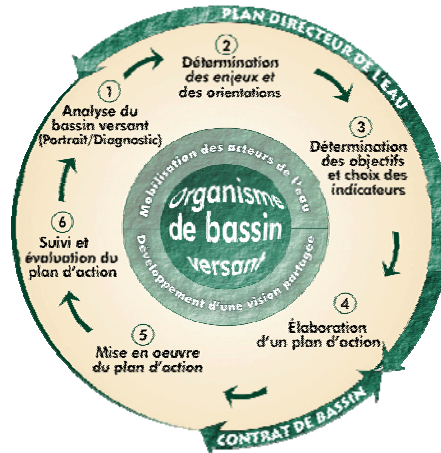 PLAN DIRECTEUR DE L'EAU
1
Analyse du
bassin versant
(Portrait/Diagnostic)
2
Détermination
des enjeux et
des orientations
3
Détermination
des objectifs
et choix des
indicateurs
4
Élaboration
d'un plan d'action
5
Mise en oeuvre
du plan d'action
6
Suivi et
évaluation du
plan d'action
Mobilisation des acteurs de l'eau
Organisme
de bassin
versant
Développement d'une vision partagée
CONTRAT DE BASSIN